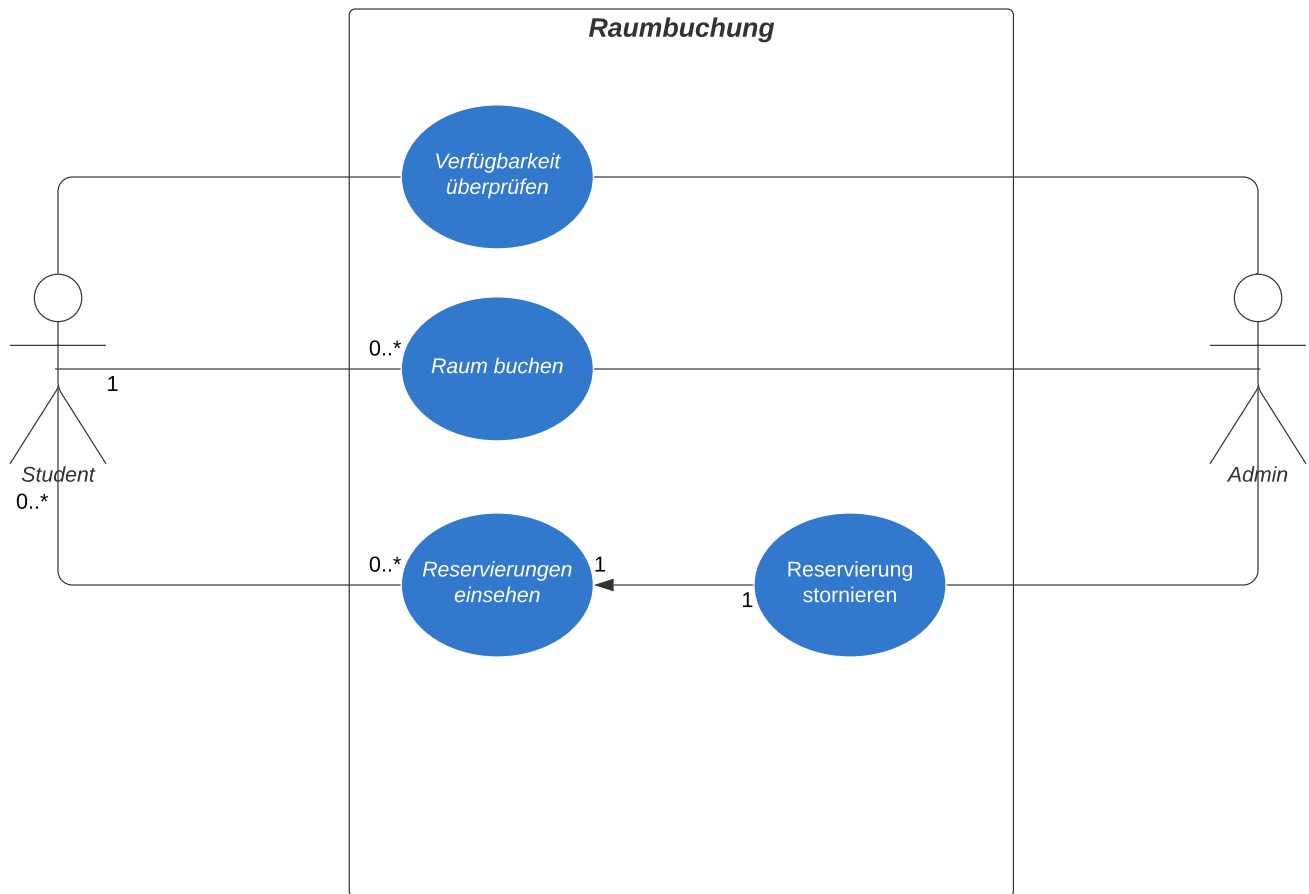 Raumbuchung
Verfügbarkeit
überprüfen
0..*
Raum buchen
1
Student
Admin
0..*
0..*
Reservierungen
einsehen
1
1
Reservierung
stornieren